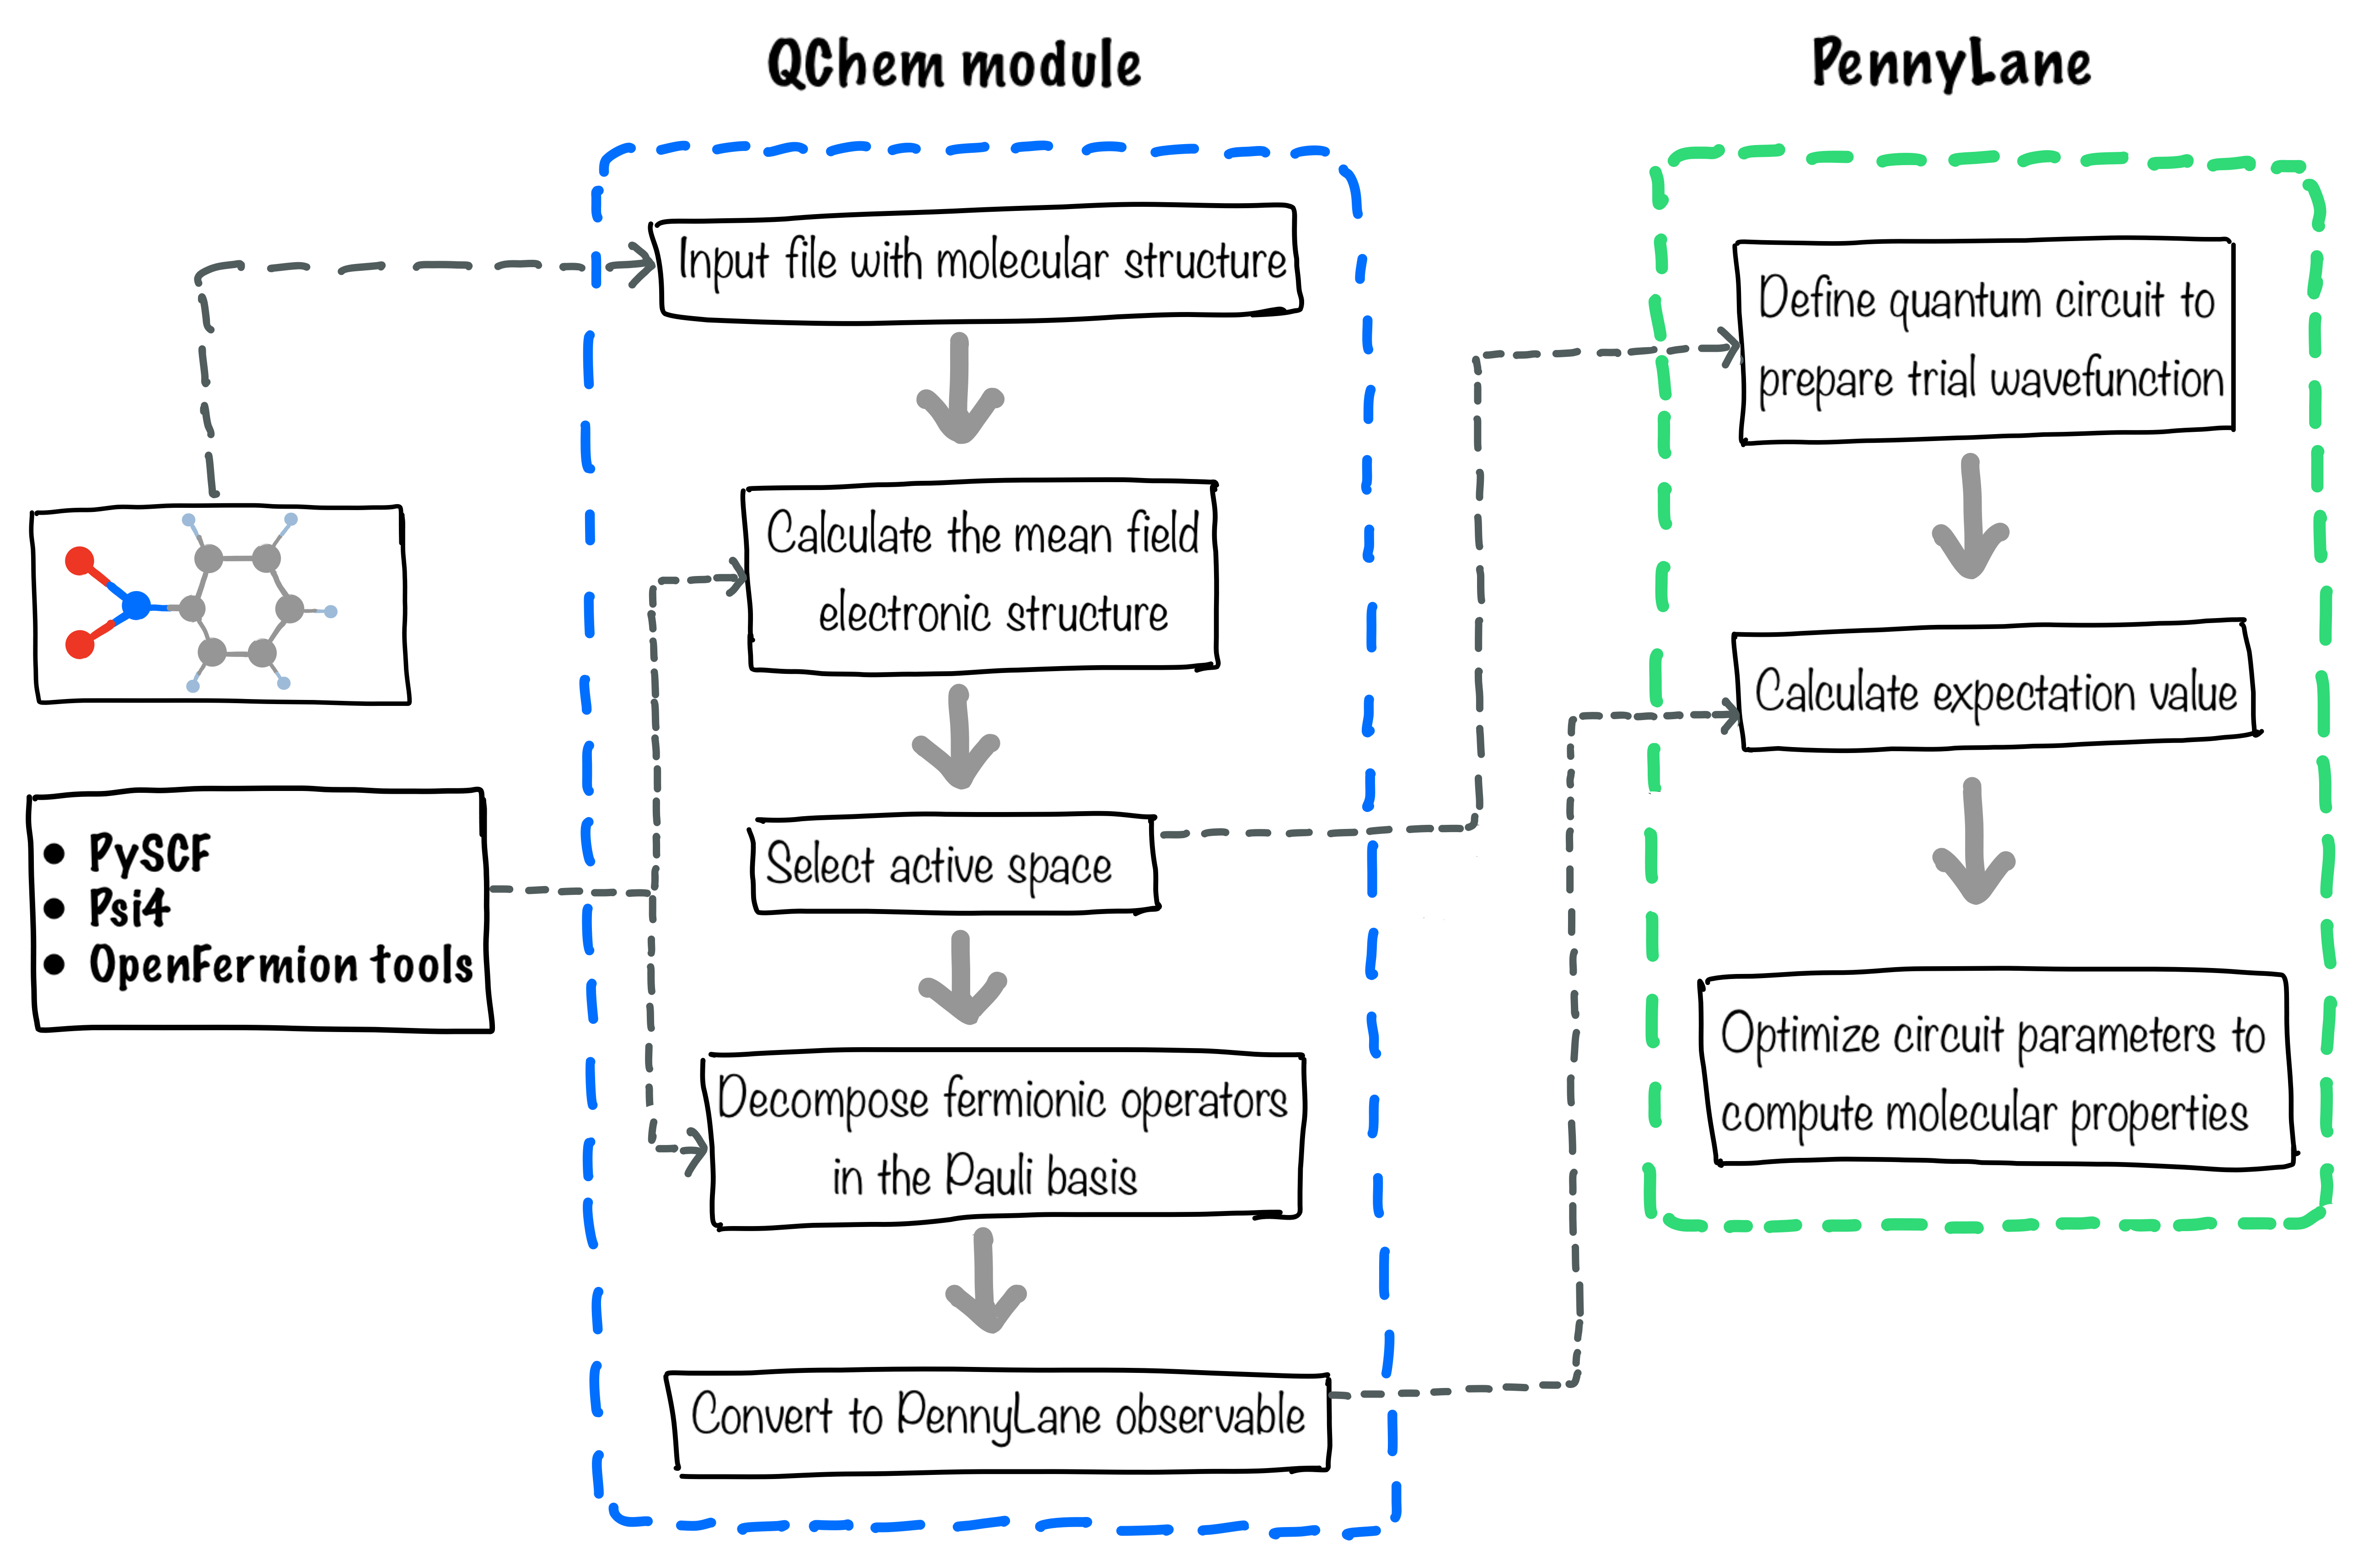 QChem module
PennyLane
Input file with molecular structure
Calculate the mean field
electronic structure
Select active space
Decompose fermionic operators
in the Pauli basis
Convert to PennyLane observable
• PySCF
• Psi4
• OpenFermion tools
Define quantum circuit to
prepare trial wavefunction
Calculate expectation value
Optimize circuit parameters to
compute molecular properties